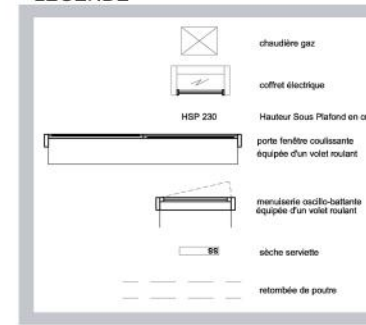 chaudière gaz
coffret électrique
HSP 230 Hauteur Sous Plafond en
porte fenêtre coulissante
équipée d'un volet roulant
menuiserie oscillo-battante
équipée d'un volet roulant
SS sèche serviette
retombée de poutre